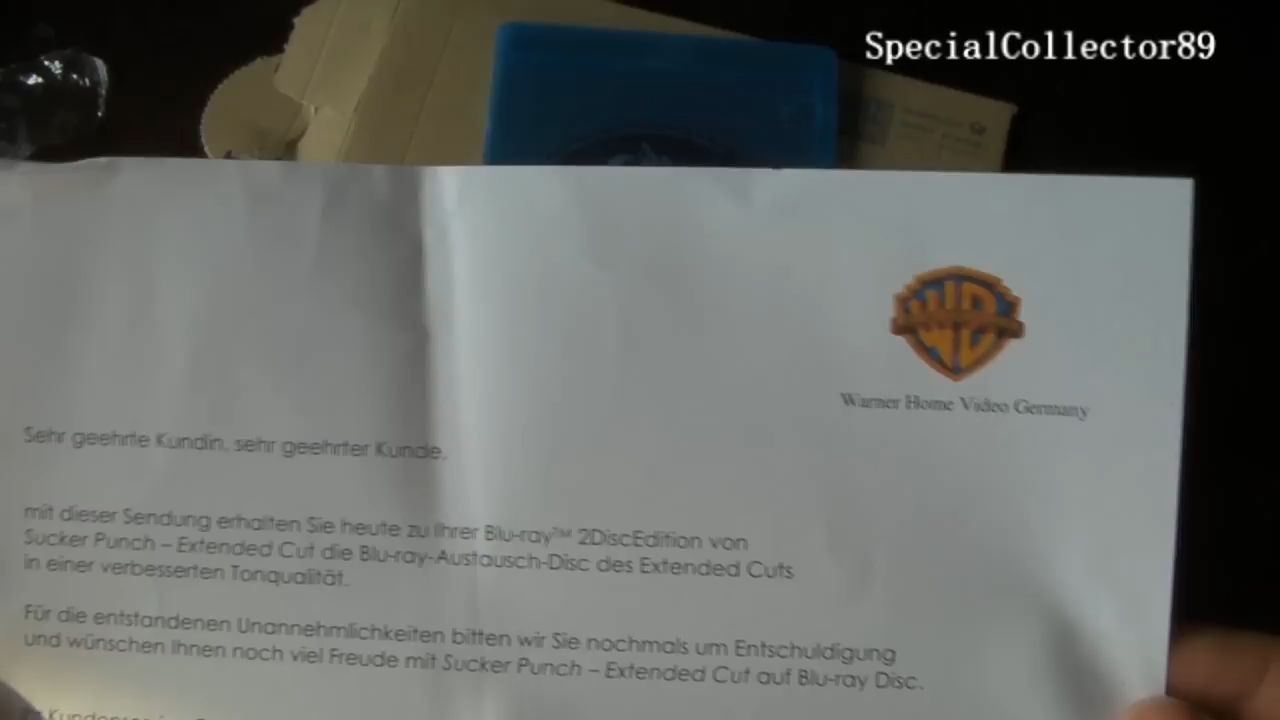 SpecialCollector89
WB
Warner Home Video Germany
Sehr geehrte Kundin, sehr geehrter Kunde,
mit dieser Sendung erhalten Sie heute zu Ihrer Blu-ray™ 2DiscEdition von
Sucker Punch – Extended Cut die Blu-ray-Austausch-Disc des Extended Cuts
in einer verbesserten Tonqualität.
Für die entstandenen Unannehmlichkeiten bitten wir Sie nochmals um Entschuldigung
und wünschen Ihnen noch viel Freude mit Sucker Punch – Extended Cut auf Blu-ray Disc.